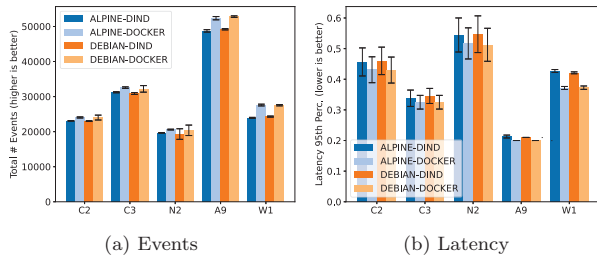 Total # Events (higher is better)
50000
40000
30000
20000
10000
0
ALPINE-DIND
ALPINE-DOCKER
DEBIAN-DIND
DEBIAN-DOCKER
C2 C3 N2 A9 W1
(a) Events
Latency 95th Perc, (lower is better)
0.6
0.5
0.4
0.3
0.2
0.1
0.0
ALPINE-DIND
ALPINE-DOCKER
DEBIAN-DIND
DEBIAN-DOCKER
C2 C3 N2 A9 W1
(b) Latency